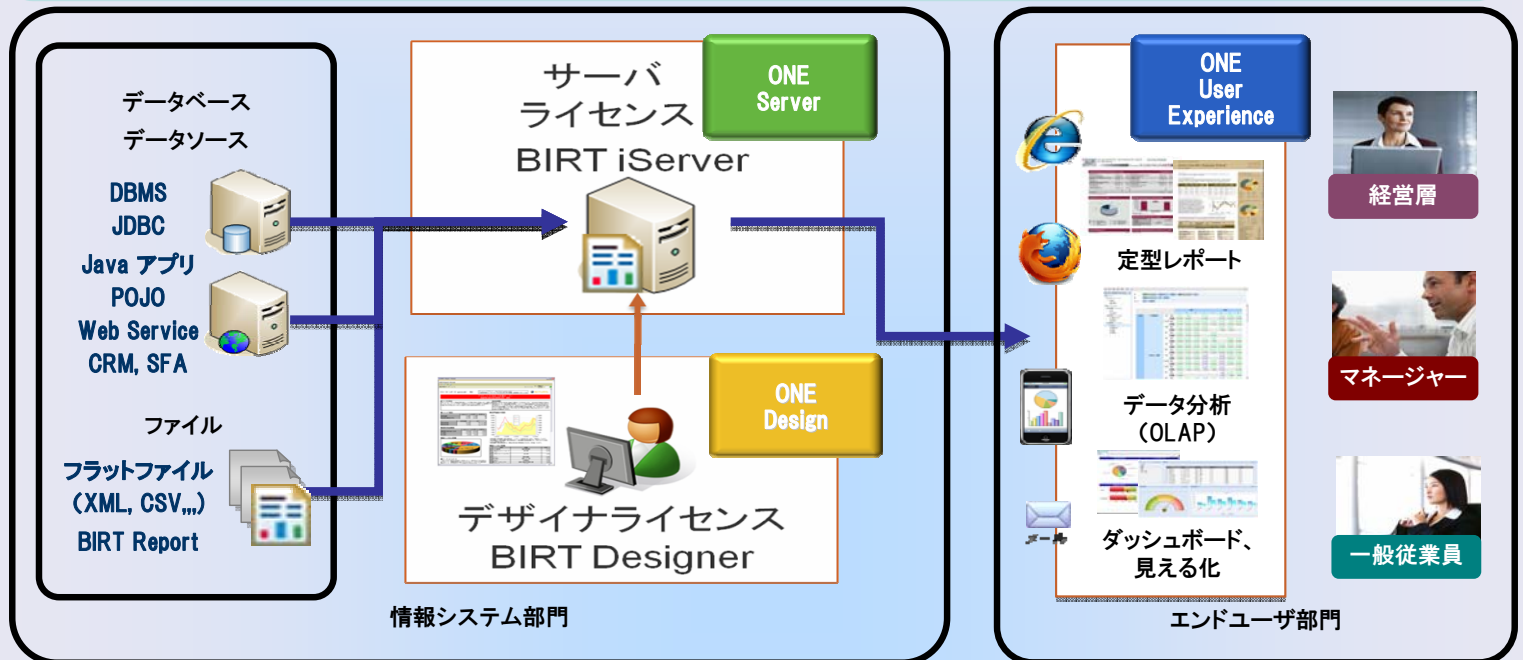 データベース
データソース
DBMS
JDBC
Java アプリ
POJO
Web Service
CRM, SFA
ファイル
フラットファイル
(XML, CSV,,,)
BIRT Report
サーバ
ライセンス
BIRT iServer
ONE
Server
ONE
Design
デザイナライセンス
BIRT Designer
情報システム部門
ONE
User
Experience
定型レポート
データ分析
(OLAP)
メール
ダッシュボード、
見える化
経営層
マネージャー
一般従業員
エンドユーザ部門